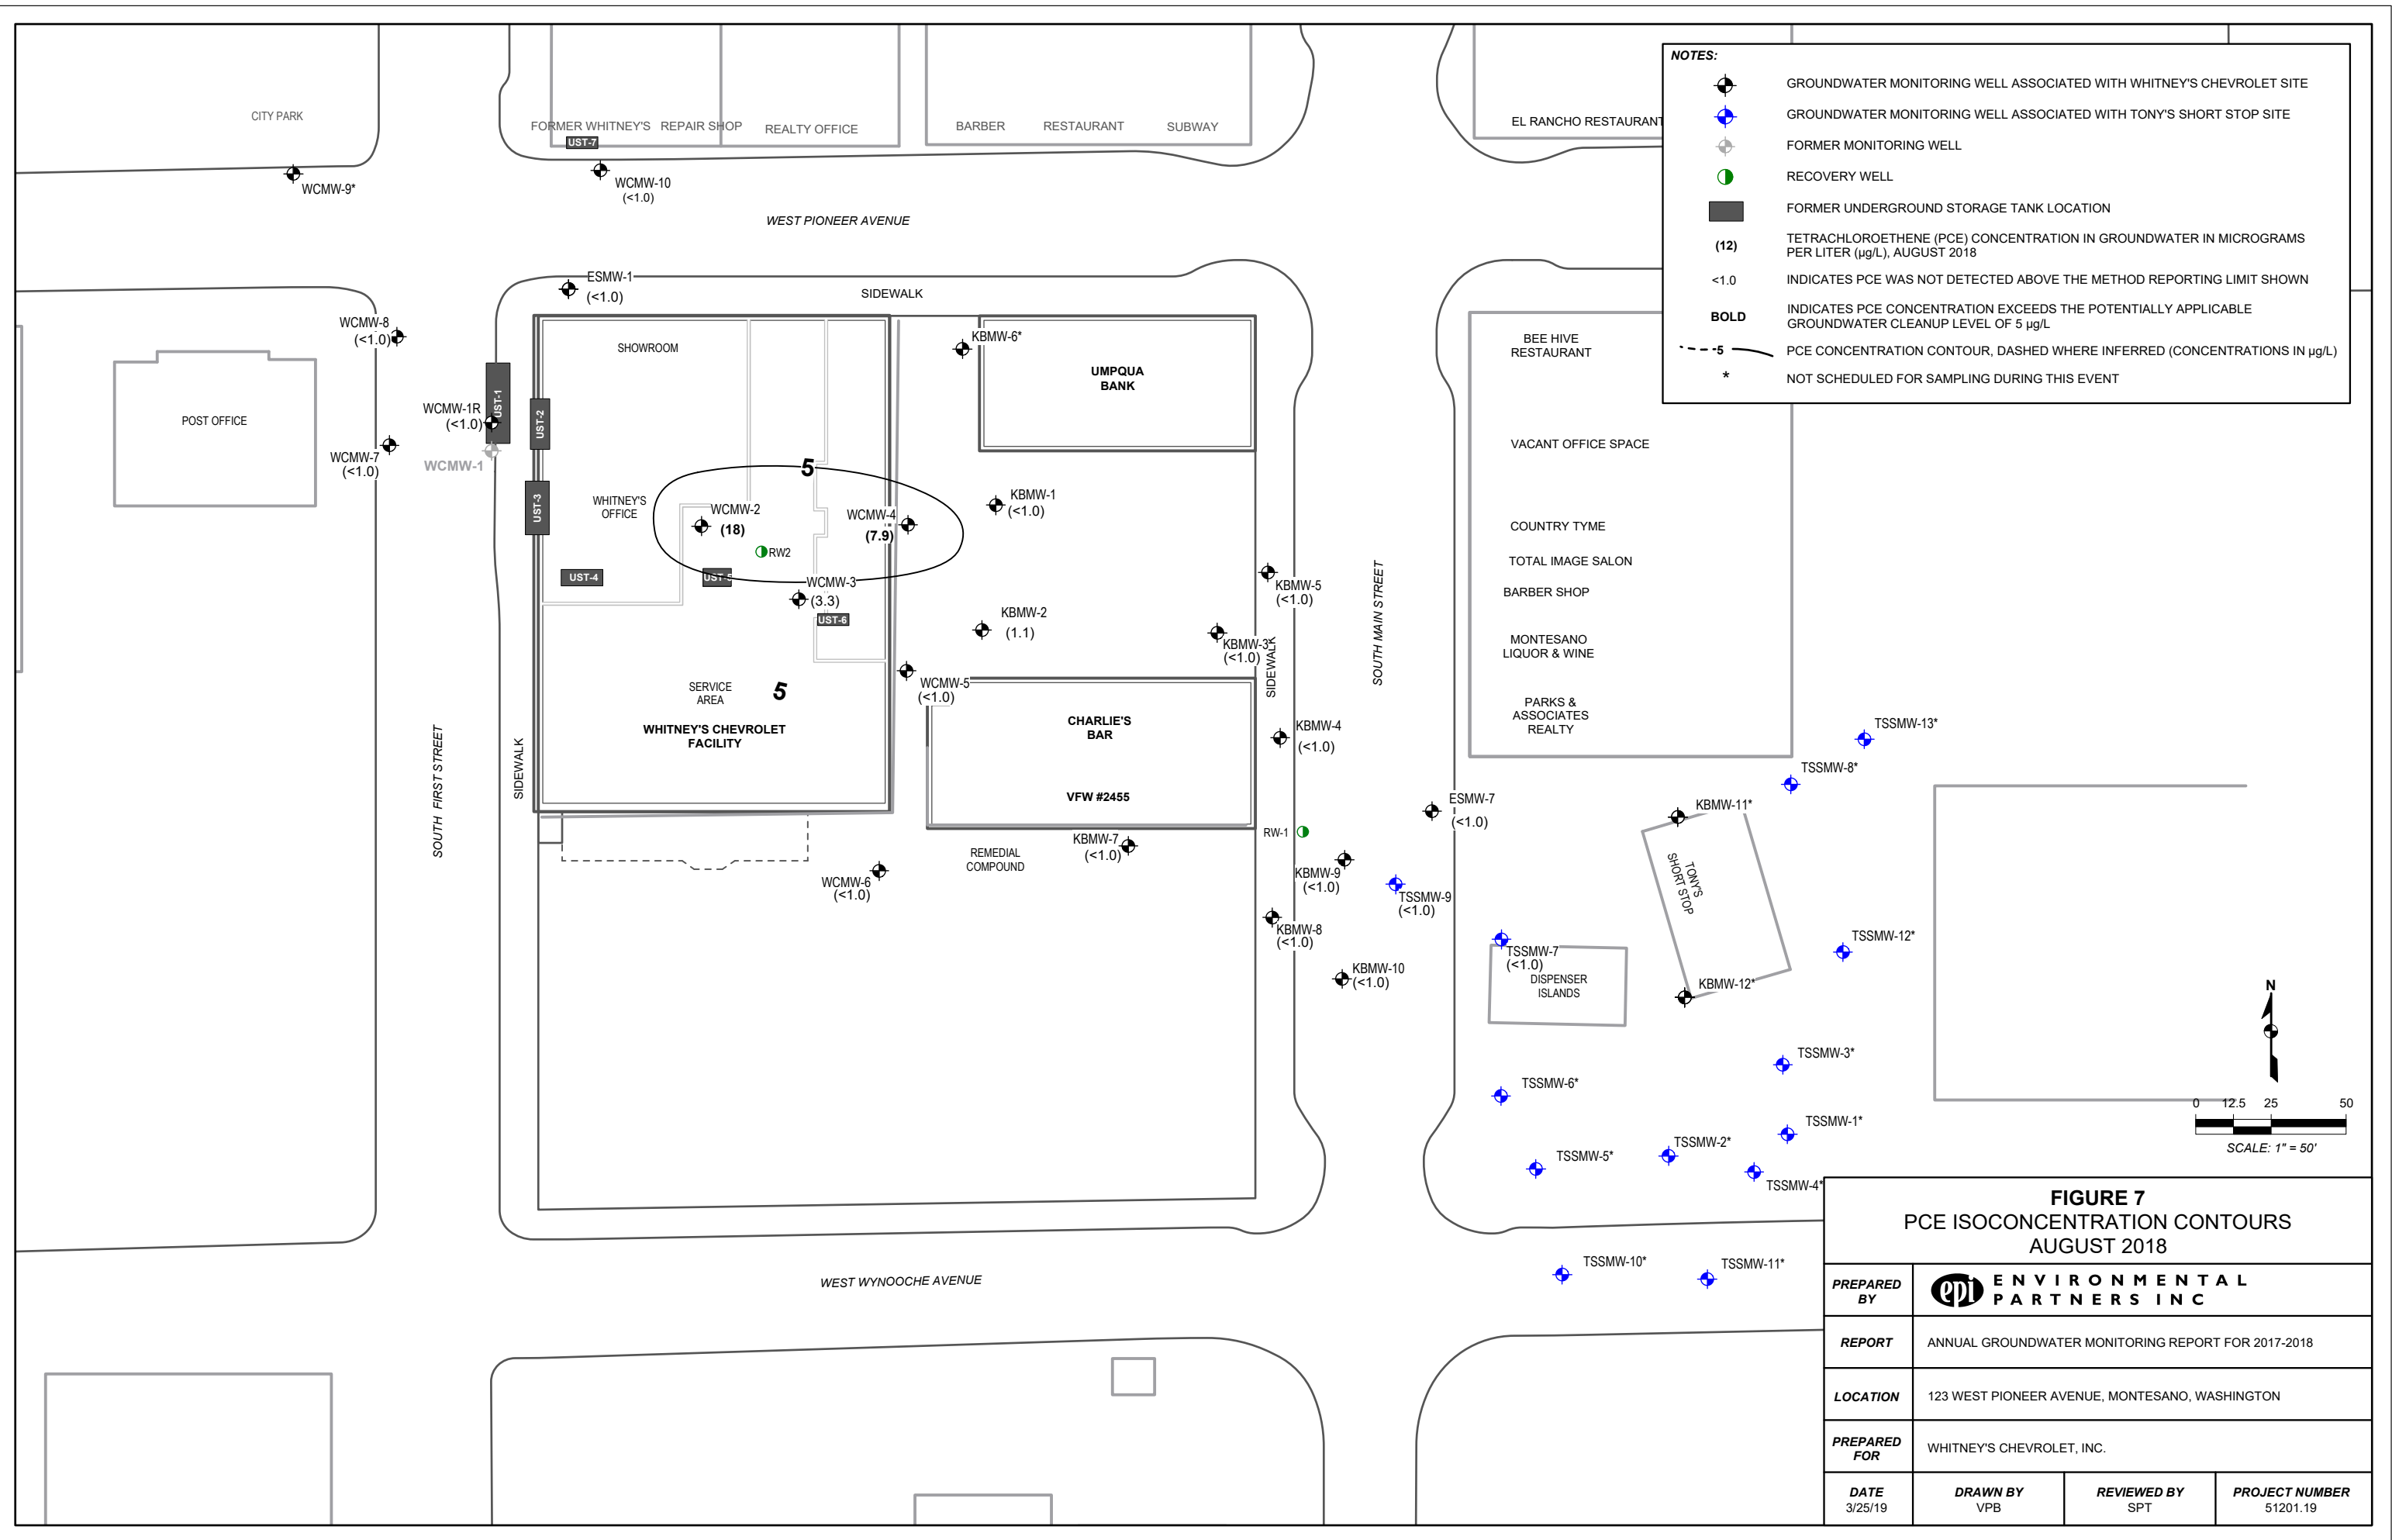 NOTES:
GROUNDWATER MONITORING WELL ASSOCIATED WITH WHITNEY'S CHEVROLET SITE
GROUNDWATER MONITORING WELL ASSOCIATED WITH TONY'S SHORT STOP SITE
FORMER MONITORING WELL
RECOVERY WELL
FORMER UNDERGROUND STORAGE TANK LOCATION
(12) TETRACHLOROETHENE (PCE) CONCENTRATION IN GROUNDWATER IN MICROGRAMS
PER LITER (µg/L), AUGUST 2018
<1.0 INDICATES PCE WAS NOT DETECTED ABOVE THE METHOD REPORTING LIMIT SHOWN
BOLD INDICATES PCE CONCENTRATION EXCEEDS THE POTENTIALLY APPLICABLE
GROUNDWATER CLEANUP LEVEL OF 5 µg/L
5 PCE CONCENTRATION CONTOUR, DASHED WHERE INFERRED (CONCENTRATIONS IN µg/L)
* NOT SCHEDULED FOR SAMPLING DURING THIS EVENT
CITY PARK
FORMER WHITNEY'S REPAIR SHOP
REALTY OFFICE
BARBER
RESTAURANT
SUBWAY
EL RANCHO RESTAURANT
UST-7
WCMW-9*
WCMW-10
(<1.0)
WEST PIONEER AVENUE
ESMW-1
(<1.0)
SIDEWALK
WCMW-8
(<1.0)
SHOWROOM
KBMW-6*
UMPQUA
BANK
BEE HIVE
RESTAURANT
POST OFFICE
WCMW-1R
(<1.0)
UST-1
UST-2
WCMW-7
(<1.0)
WCMW-1
5
VACANT OFFICE SPACE
UST-3
WHITNEY'S
OFFICE
WCMW-2
(18)
WCMW-4
(7.9)
KBMW-1
(<1.0)
RW2
COUNTRY TYME
TOTAL IMAGE SALON
BARBER SHOP
MONTESANO
LIQUOR & WINE
PARKS &
ASSOCIATES
REALTY
UST-4
UST-5
WCMW-3
(3.3)
UST-6
KBMW-2
(1.1)
KBMW-5
(<1.0)
KBMW-3
(<1.0)
SIDEWALK
SOUTH MAIN STREET
WCMW-5
(<1.0)
SERVICE
AREA
5
WHITNEY'S CHEVROLET
FACILITY
CHARLIE'S
BAR
VFW #2455
KBMW-4
(<1.0)
SOUTH FIRST STREET
SIDEWALK
TSSMW-13*
TSSMW-8*
ESMW-7
(<1.0)
KBMW-11*
RW-1
KBMW-7
(<1.0)
REMEDIAL
COMPOUND
WCMW-6
(<1.0)
KBMW-9
(<1.0)
TSSMW-9
(<1.0)
TONY'S
SHORT STOP
KBMW-8
(<1.0)
TSSMW-7
(<1.0)
TSSMW-12*
KBMW-10
(<1.0)
DISPENSER
ISLANDS
KBMW-12*
TSSMW-3*
TSSMW-6*
TSSMW-1*
TSSMW-2*
TSSMW-5*
TSSMW-4*
N
0 12.5 25 50
SCALE: 1" = 50'
TSSMW-10*
TSSMW-11*
WEST WYNOOCHE AVENUE
FIGURE 7
PCE ISOCONCENTRATION CONTOURS
AUGUST 2018
PREPARED
BY
epi
ENVIRONMENTAL
PARTNERS INC
REPORT ANNUAL GROUNDWATER MONITORING REPORT FOR 2017-2018
LOCATION 123 WEST PIONEER AVENUE, MONTESANO, WASHINGTON
PREPARED
FOR
WHITNEY'S CHEVROLET, INC.
DATE
3/25/19
DRAWN BY
VPB
REVIEWED BY
SPT
PROJECT NUMBER
51201.19